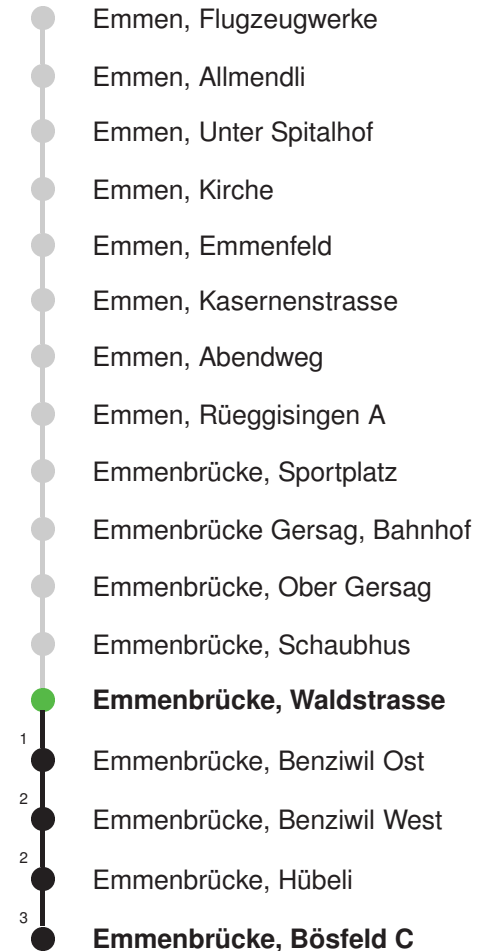 Emmen, Flugzeugwerke
Emmen, Allmendli
Emmen, Unter Spitalhof
Emmen, Kirche
Emmen, Emmenfeld
Emmen, Kasernenstrasse
Emmen, Abendweg
Emmen, Rüeggisingen A
Emmenbrücke, Sportplatz
Emmenbrücke Gersag, Bahnhof
Emmenbrücke, Ober Gersag
Emmenbrücke, Schaubhus
Emmenbrücke, Waldstrasse
1 Emmenbrücke, Benziwil Ost
2 Emmenbrücke, Benziwil West
2 Emmenbrücke, Hübeli
3 Emmenbrücke, Bösfeld C